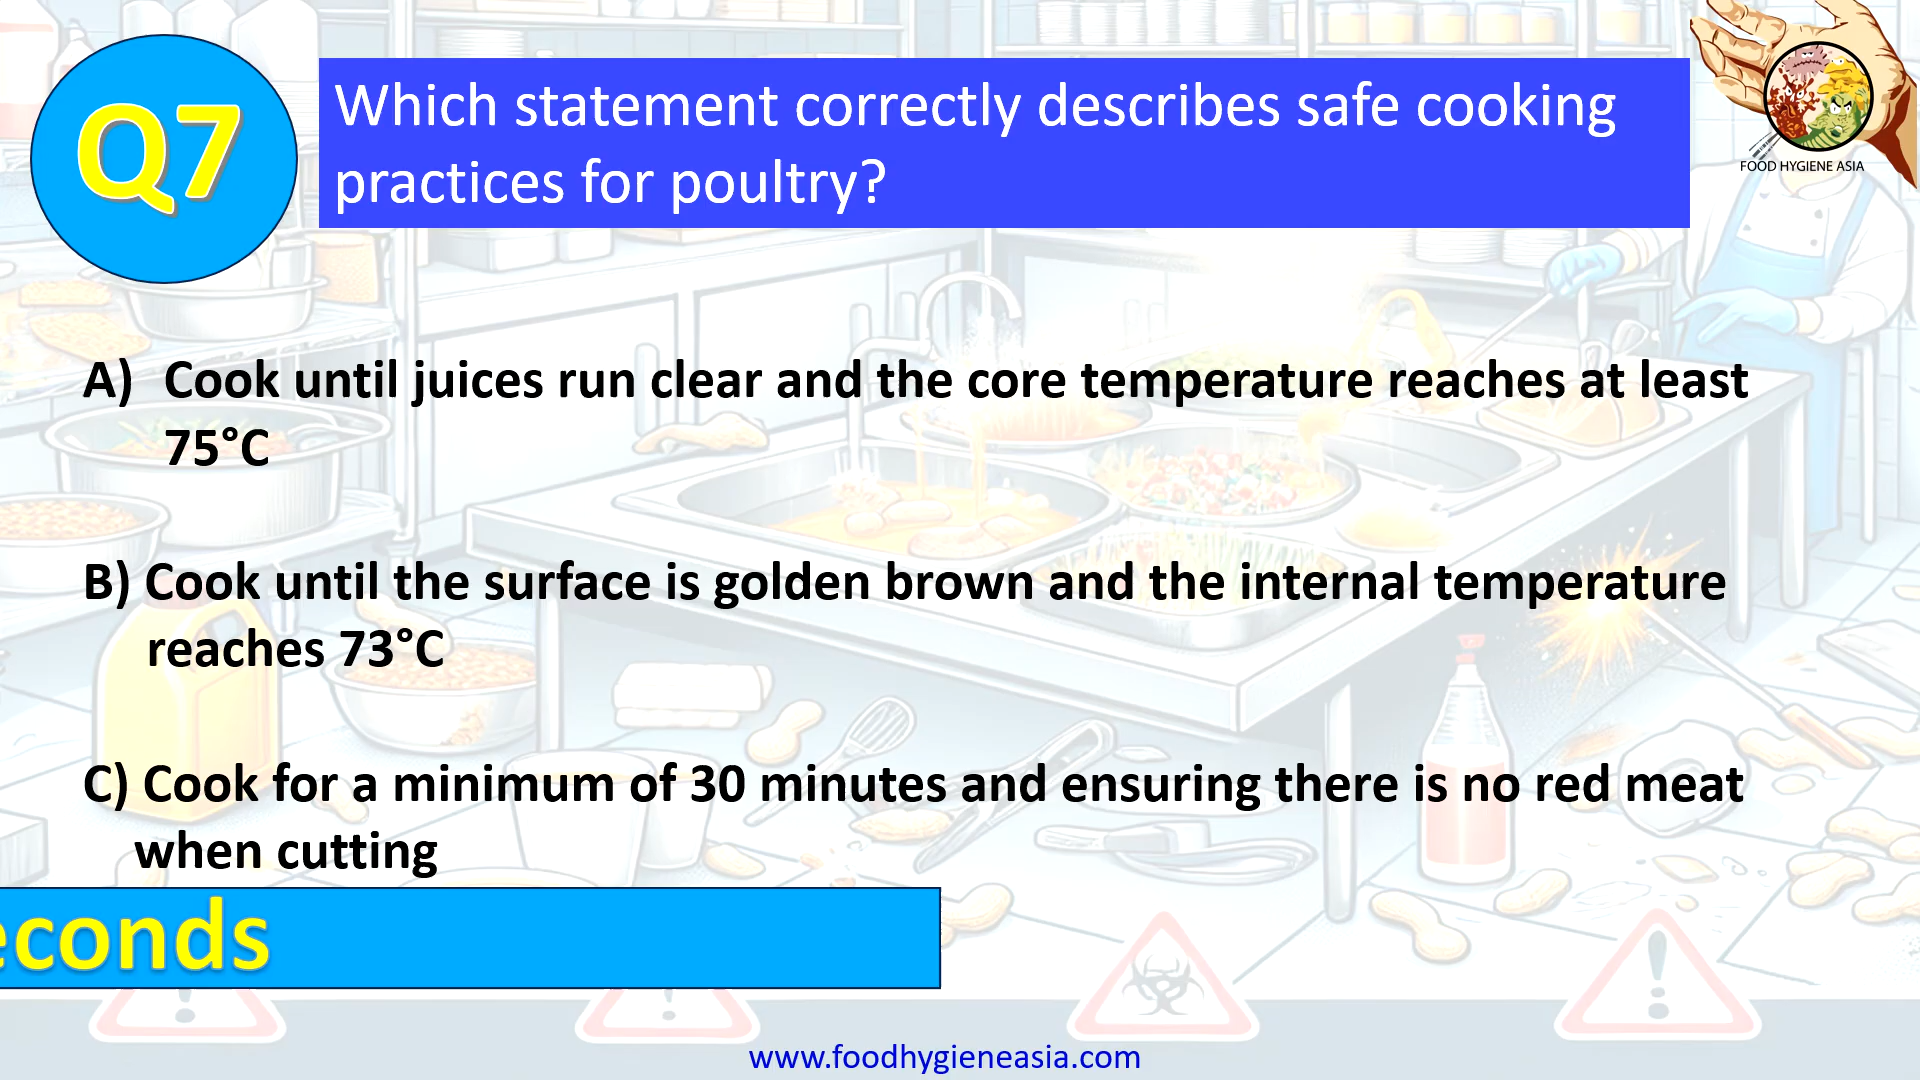 Q7
Which statement correctly describes safe cooking
practices for poultry?
FOOD HYGIENE ASIA
A) Cook until juices run clear and the core temperature reaches at least
75°C
B) Cook until the surface is golden brown and the internal temperature
reaches 73°C
C) Cook for a minimum of 30 minutes and ensuring there is no red meat
when cutting
econds
www.foodhygieneasia.com